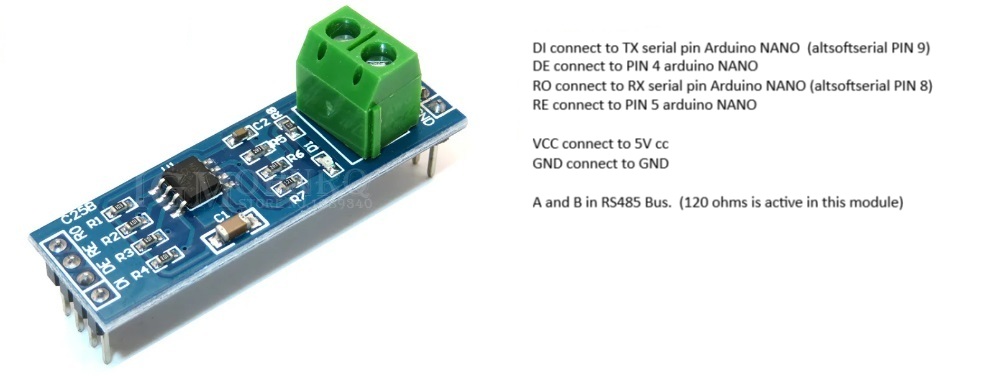 DI connect to TX serial pin Arduino NANO (altsoftserial PIN 9)
DE connect to PIN 4 arduino NANO
RO connect to RX serial pin Arduino NANO (altsoftserial PIN 8)
RE connect to PIN 5 arduino NANO
VCC connect to 5V cc
GND connect to GND
A and B in RS485 Bus. (120 ohms is active in this module)
C2
R5
R6
R7
D1
U1
C1
C25B
R1
R2
R3
R4
RO
RE
DE
DI